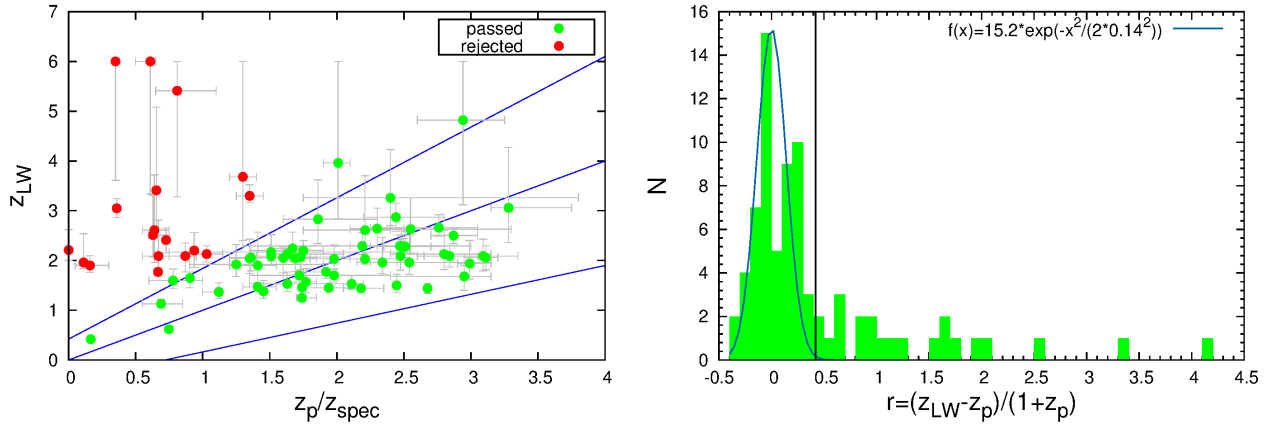 7
6
5
4
3
2
1
0
z_LW
passed
rejected
0 0.5 1 1.5 2 2.5 3 3.5 4
z_p/z_spec
16
14
12
10
8
6
4
2
0
N
f(x)=15.2*exp(-x^2/(2*0.14^2))
-0.5 0 0.5 1 1.5 2 2.5 3 3.5 4 4.5
r=(z_LW-z_p)/(1+z_p)